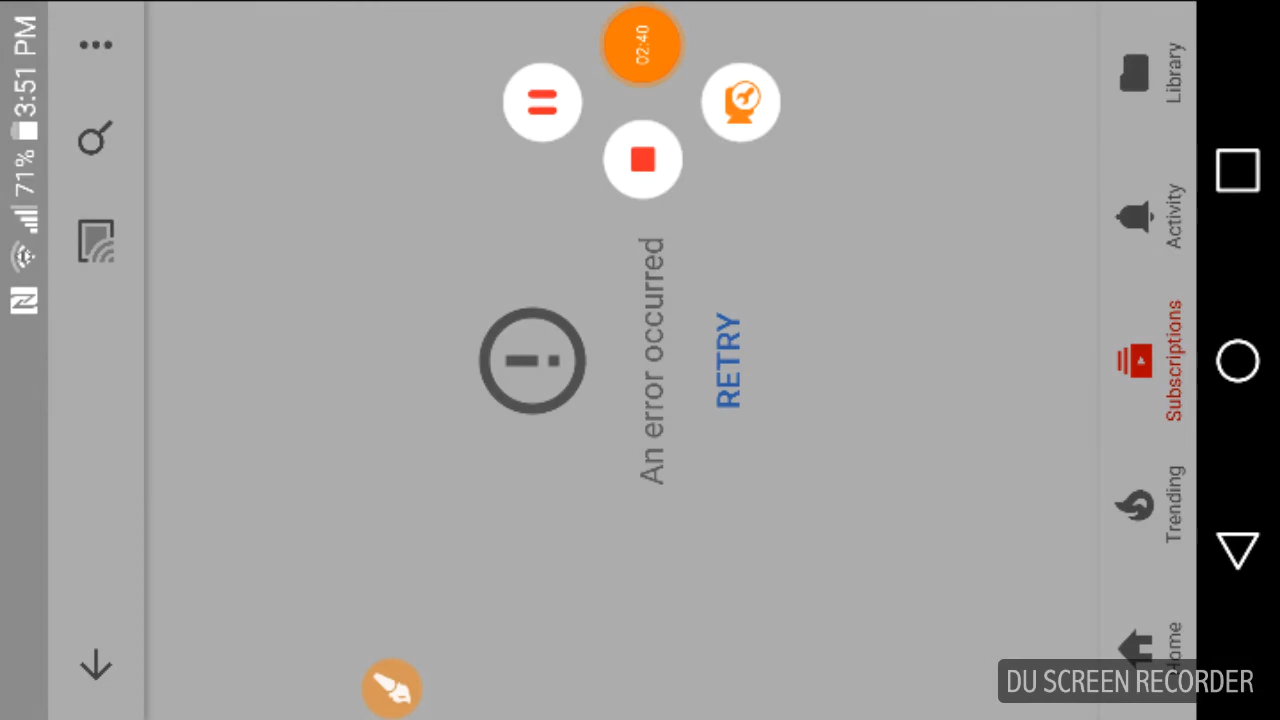 71% 3:51 PM
02:40
An error occurred
RETRY
Home
Trending
Subscriptions
Activity
Library
DU SCREEN RECORDER